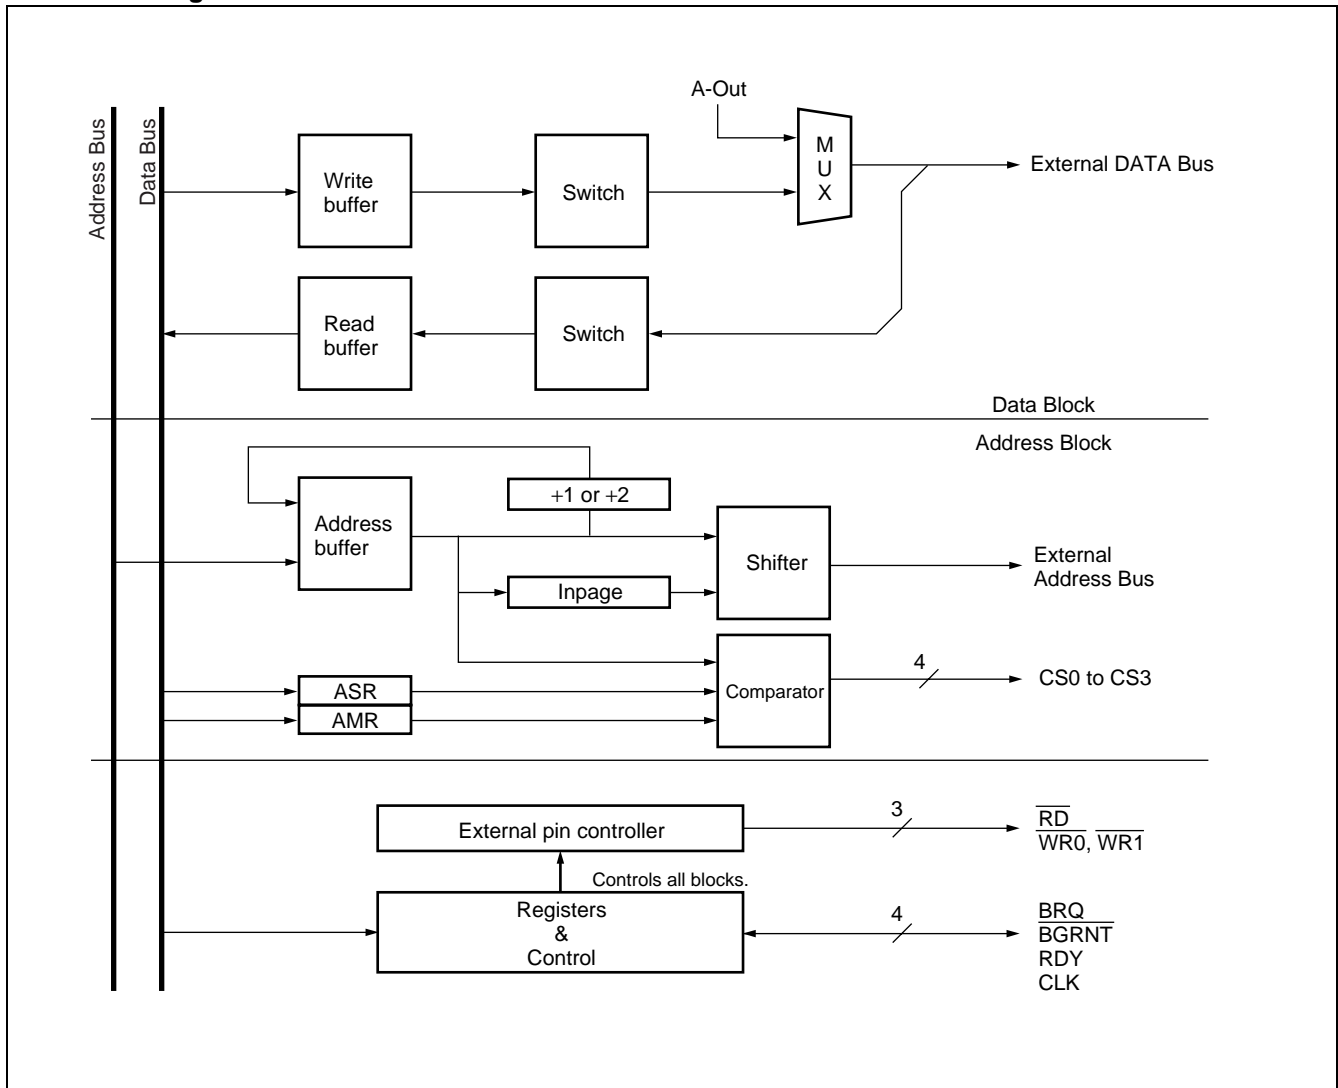 Address Bus
Data Bus
A-Out
M
U
X
External DATA Bus
Write
buffer
Switch
Read
buffer
Switch
Data Block
Address Block
+1 or +2
Address
buffer
Shifter
External
Address Bus
Inpage
4
CS0 to CS3
ASR
Comparator
AMR
3
RD
External pin controller
WR0, WR1
Controls all blocks.
Registers
&
Control
4
BRQ
BGRNT
RDY
CLK